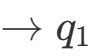 → q₁